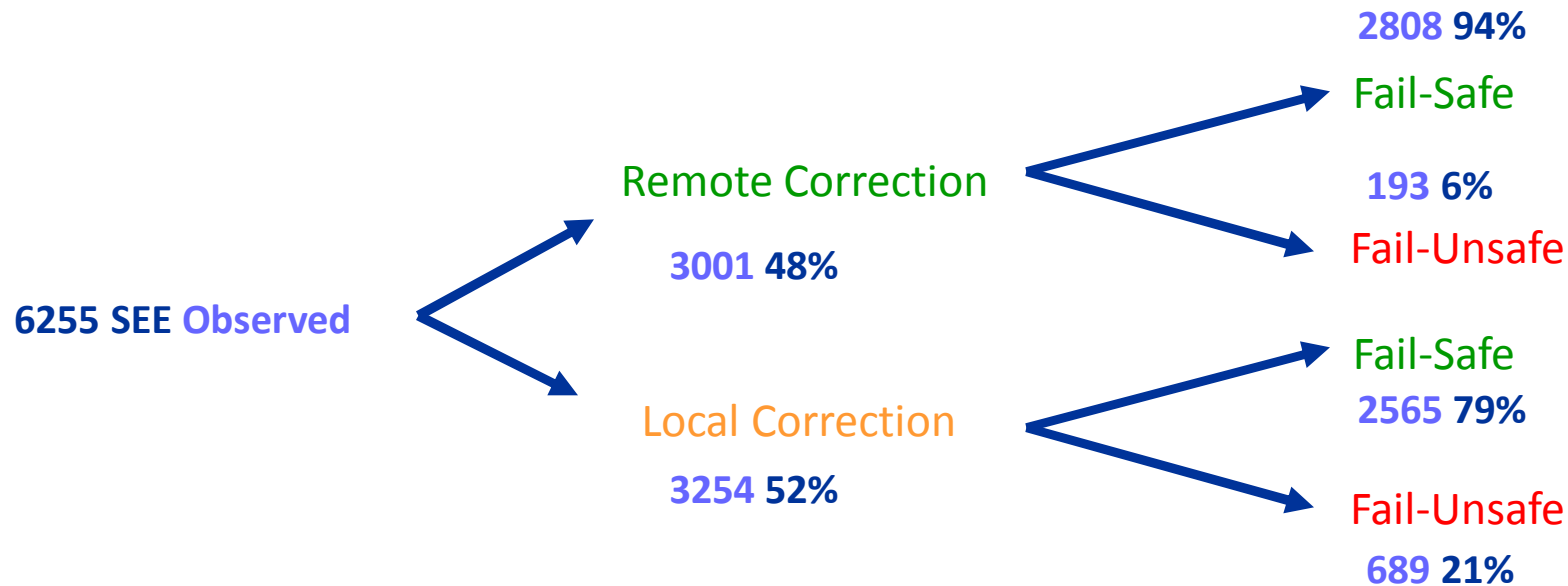 2808 94%
Fail-Safe
Remote Correction
193 6%
3001 48%
Fail-Unsafe
6255 SEE Observed
Fail-Safe
2565 79%
Local Correction
3254 52%
Fail-Unsafe
689 21%